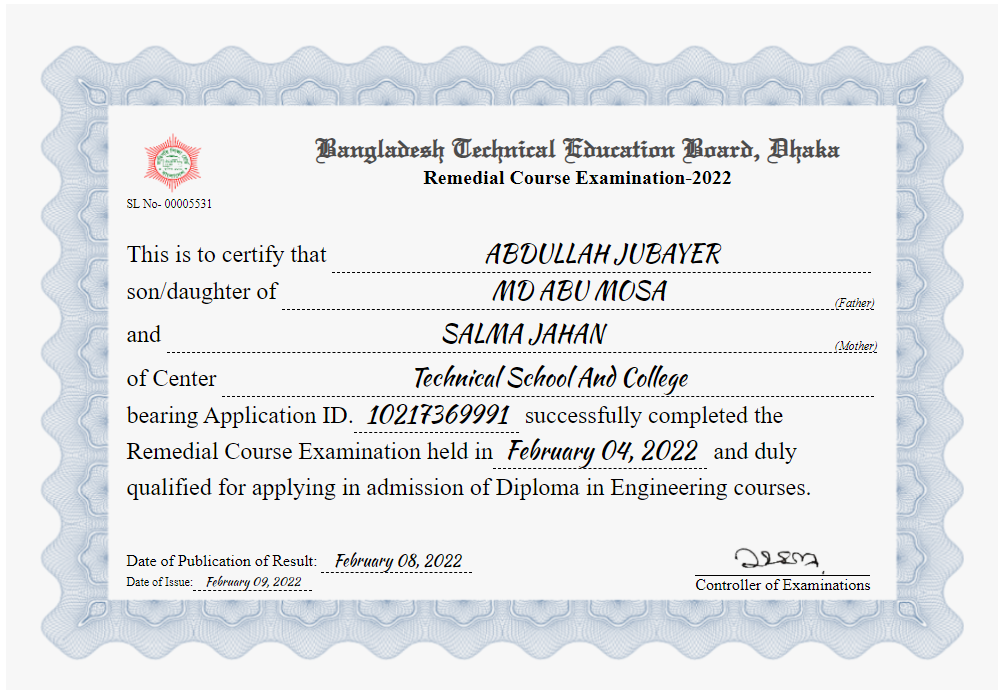 Bangladesh Technical Education Board, Dhaka
Remedial Course Examination-2022
SL No- 00005531
This is to certify that ABDULLAH JUBAYER
son/daughter of MD ABU MOSA (Father)
and SALMA JAHAN (Mother)
of Center Technical School And College
bearing Application ID. 10217369991 successfully completed the
Remedial Course Examination held in February 04, 2022 and duly
qualified for applying in admission of Diploma in Engineering courses.
Date of Publication of Result: February 08, 2022
Date of Issue: February 09, 2022
Controller of Examinations